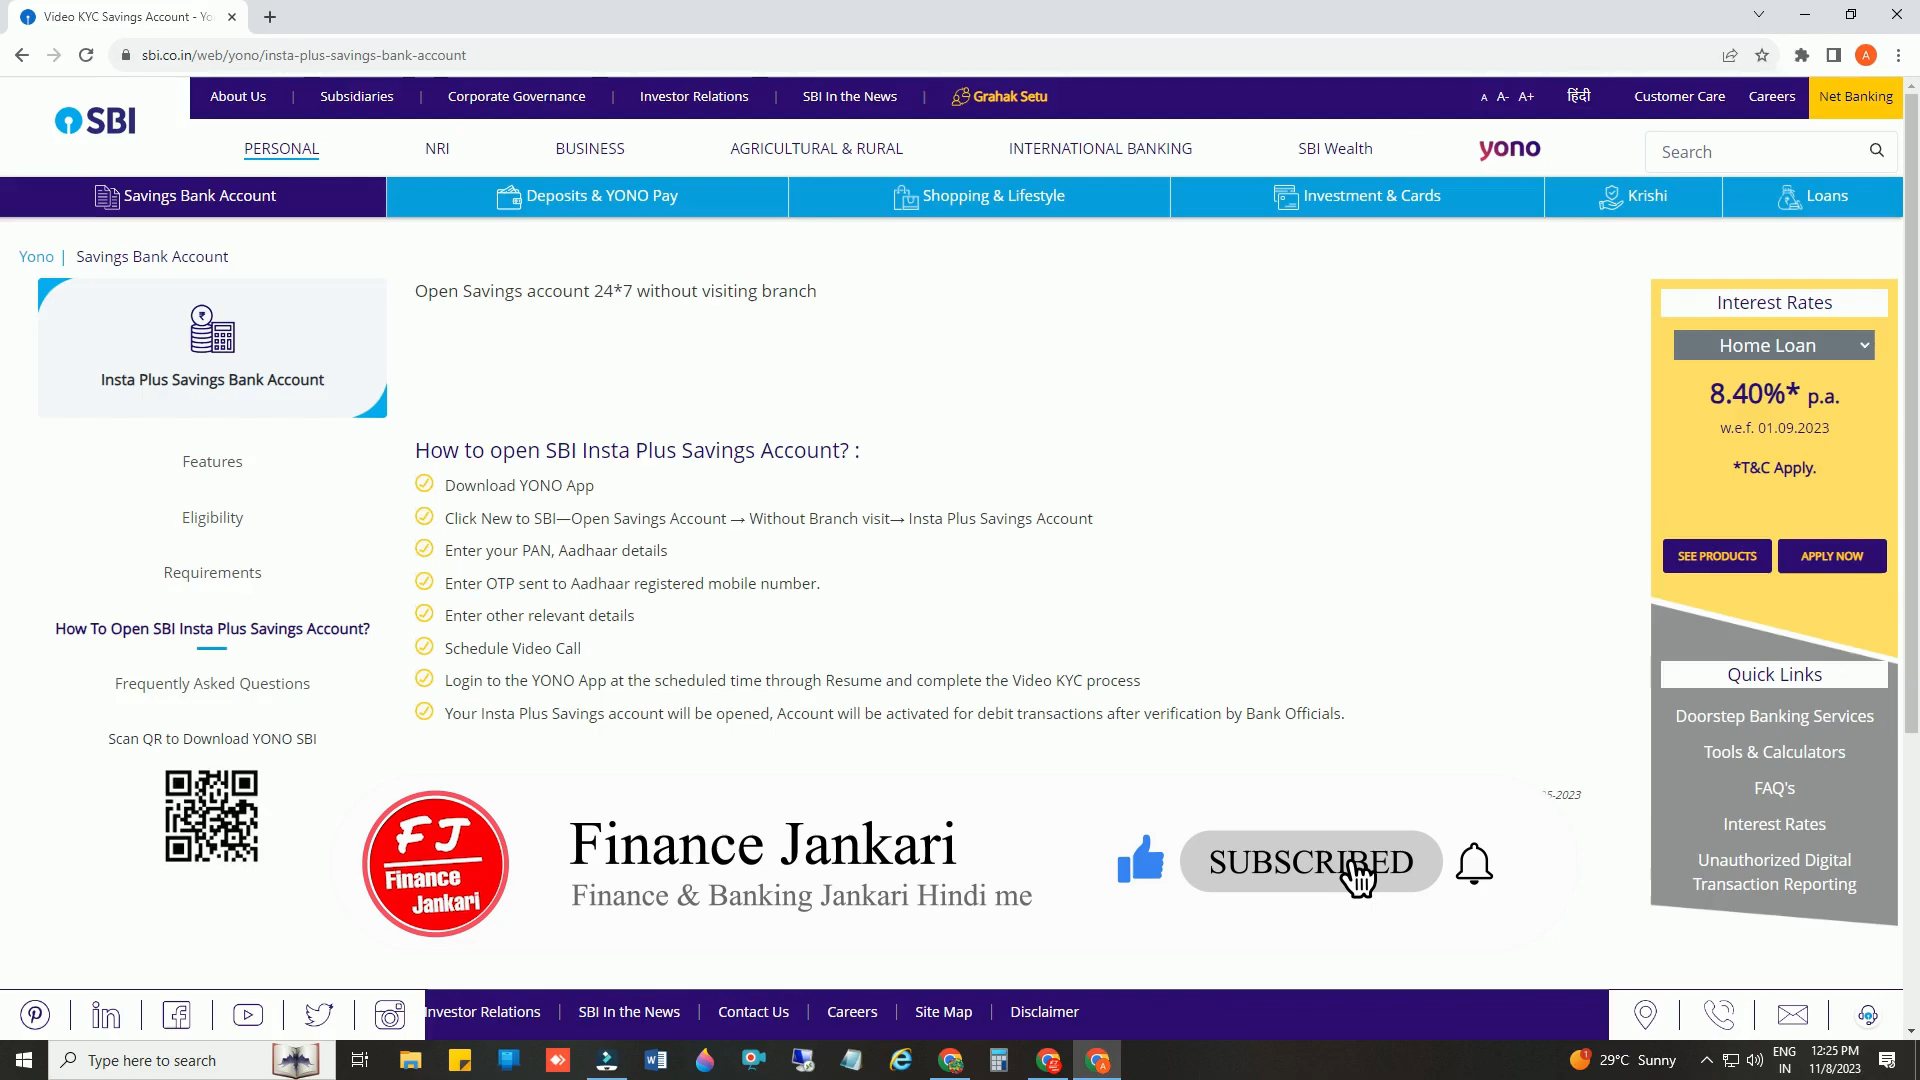 Video KYC Savings Account - Yo
sbi.co.in/web/yono/insta-plus-savings-bank-account
A
SBI
About Us | Subsidiaries | Corporate Governance | Investor Relations | SBI In the News | Grahak Setu
A A- A+ हिंदी Customer Care Careers Net Banking
PERSONAL NRI BUSINESS AGRICULTURAL & RURAL INTERNATIONAL BANKING SBI Wealth yono Search
Savings Bank Account Deposits & YONO Pay Shopping & Lifestyle Investment & Cards Krishi Loans
Yono | Savings Bank Account
Insta Plus Savings Bank Account
Features
Eligibility
Requirements
How To Open SBI Insta Plus Savings Account?
Frequently Asked Questions
Scan QR to Download YONO SBI
Open Savings account 24*7 without visiting branch
How to open SBI Insta Plus Savings Account? :
Download YONO App
Click New to SBI—Open Savings Account → Without Branch visit→ Insta Plus Savings Account
Enter your PAN, Aadhaar details
Enter OTP sent to Aadhaar registered mobile number.
Enter other relevant details
Schedule Video Call
Login to the YONO App at the scheduled time through Resume and complete the Video KYC process
Your Insta Plus Savings account will be opened, Account will be activated for debit transactions after verification by Bank Officials.
-2023
Interest Rates
Home Loan
8.40%* p.a.
w.e.f. 01.09.2023
*T&C Apply.
SEE PRODUCTS APPLY NOW
Quick Links
Doorstep Banking Services
Tools & Calculators
FAQ's
Interest Rates
Unauthorized Digital
Transaction Reporting
FJ
Finance
Jankari
Finance Jankari
Finance & Banking Jankari Hindi me
SUBSCRIBED
Investor Relations | SBI In the News | Contact Us | Careers | Site Map | Disclaimer
Type here to search
29°C Sunny
ENG
IN
12:25 PM
11/8/2023